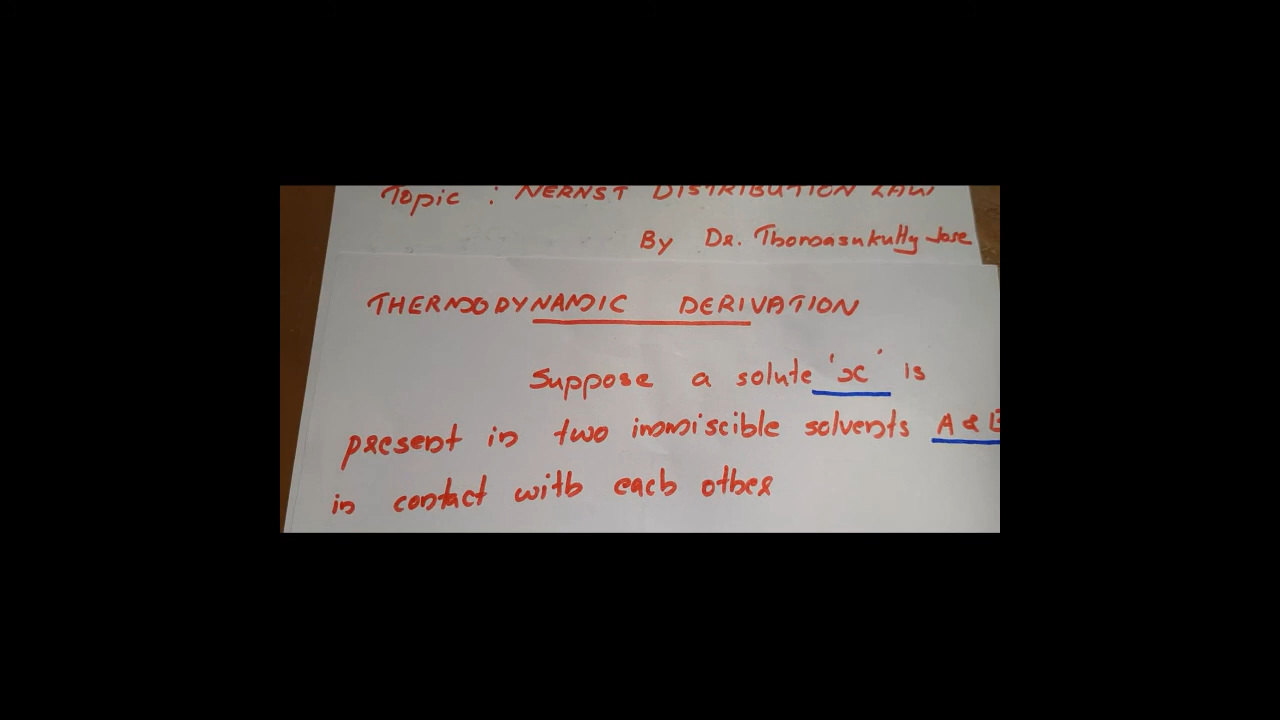 Topic : NERNST DISTRIBUTION LAW
By Dr. Thomasukutty Jose
THERMODYNAMIC DERIVATION
Suppose a solute 'x' is
present in two immiscible solvents A & B
in contact with each other